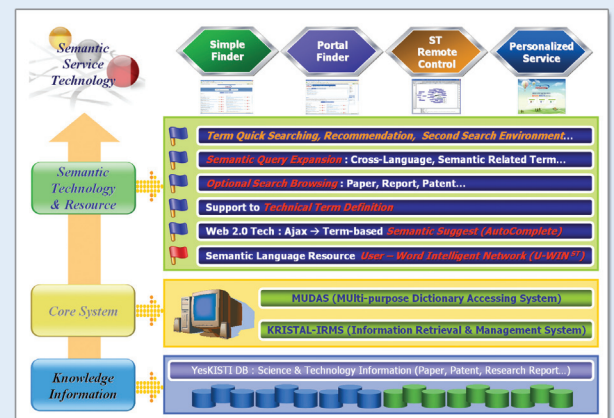 Semantic
Service
Technology
Simple
Finder
Portal
Finder
ST
Remote
Control
Personalized
Service
Term Quick Searching, Recommendation, Second Search Environment...
Semantic Query Expansion : Cross-Language, Semantic Related Term...
Optional Search Browsing : Paper, Report, Patent...
Semantic
Technology
& Resource
Support to Technical Term Definition
Web 2.0 Tech : Ajax → Term-based Semantic Suggest (AutoComplete)
Semantic Language Resource User – Word Intelligent Network (U-WIN ST)
Core System
MUDAS (MUlti-purpose Dictionary Accessing System)
KRISTAL-IRMS (Information Retrieval & Management System)
Knowledge
Information
YesKISTI DB : Science & Technology Information (Paper, Patent, Research Report...)